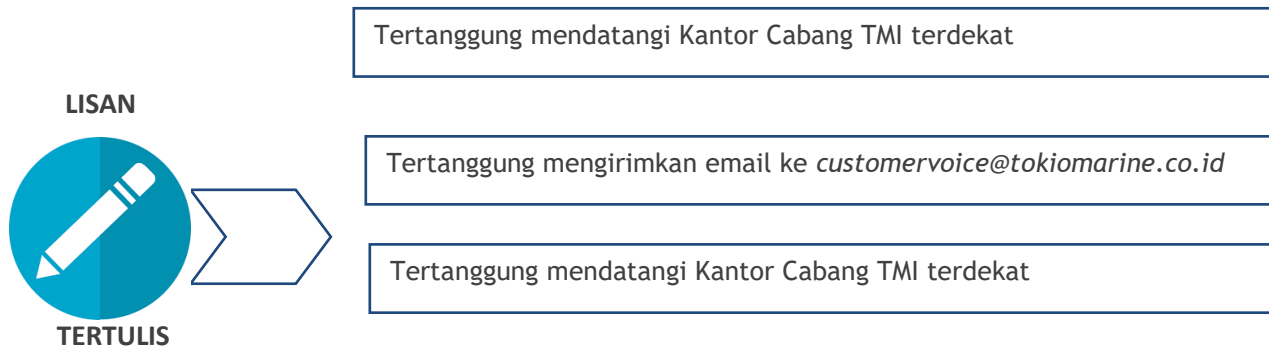 Tertanggung mendatangi Kantor Cabang TMI terdekat
LISAN
Tertanggung mengirimkan email ke customervoice@tokiomarine.co.id
Tertanggung mendatangi Kantor Cabang TMI terdekat
TERTULIS